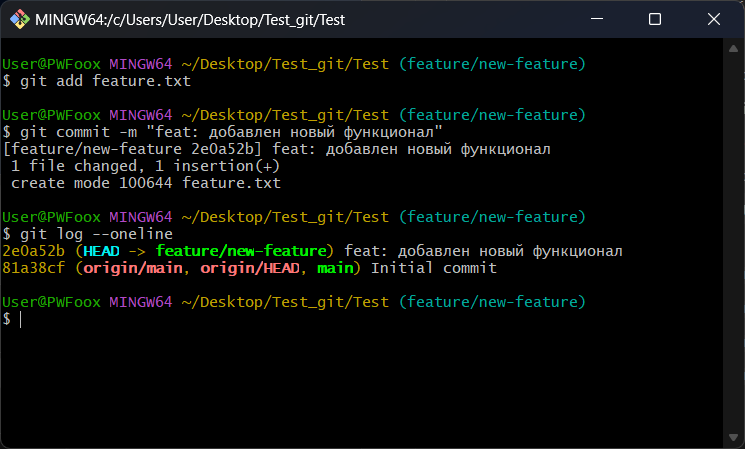 MINGW64:/c/Users/User/Desktop/Test_git/Test
User@PWFoox MINGW64 ~/Desktop/Test_git/Test (feature/new-feature)
$ git add feature.txt
User@PWFoox MINGW64 ~/Desktop/Test_git/Test (feature/new-feature)
$ git commit -m "feat: добавлен новый функционал"
[feature/new-feature 2e0a52b] feat: добавлен новый функционал
 1 file changed, 1 insertion(+)
 create mode 100644 feature.txt
User@PWFoox MINGW64 ~/Desktop/Test_git/Test (feature/new-feature)
$ git log --oneline
2e0a52b (HEAD -> feature/new-feature) feat: добавлен новый функционал
81a38cf (origin/main, origin/HEAD, main) Initial commit
User@PWFoox MINGW64 ~/Desktop/Test_git/Test (feature/new-feature)
$